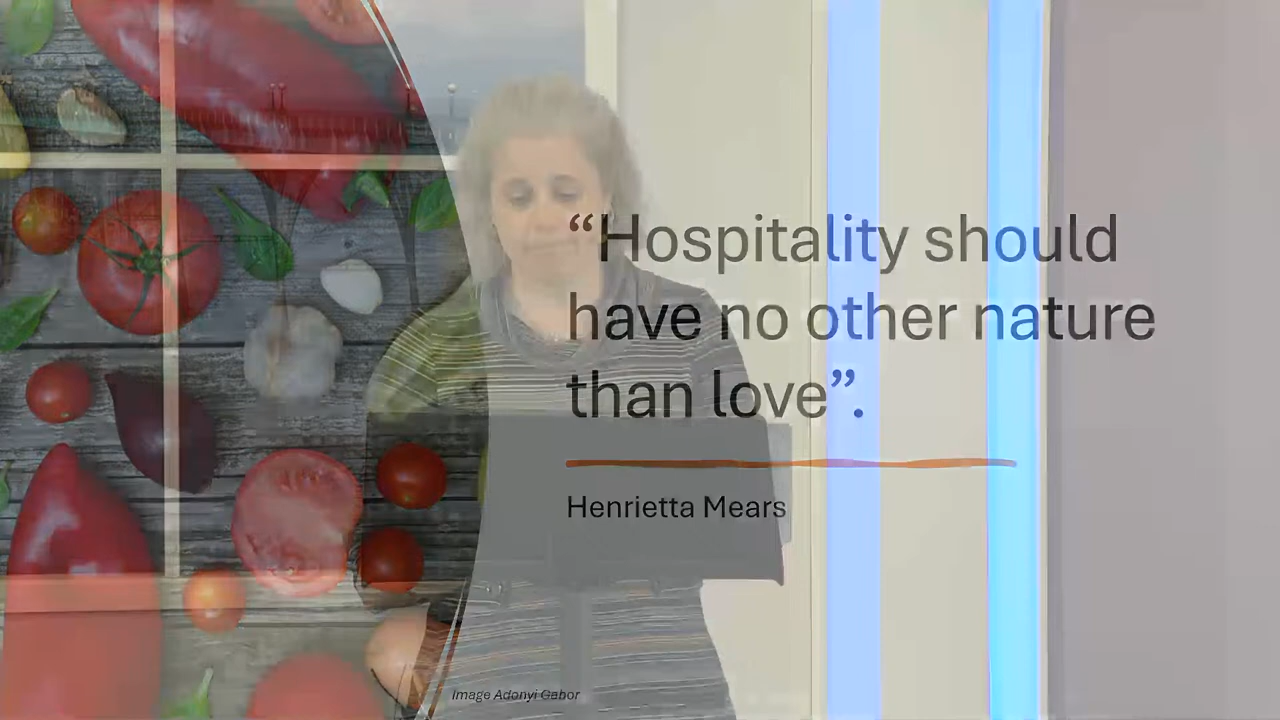 “Hospitality should
have no other nature
than love”.
Henrietta Mears
Image Adonyi Gabor